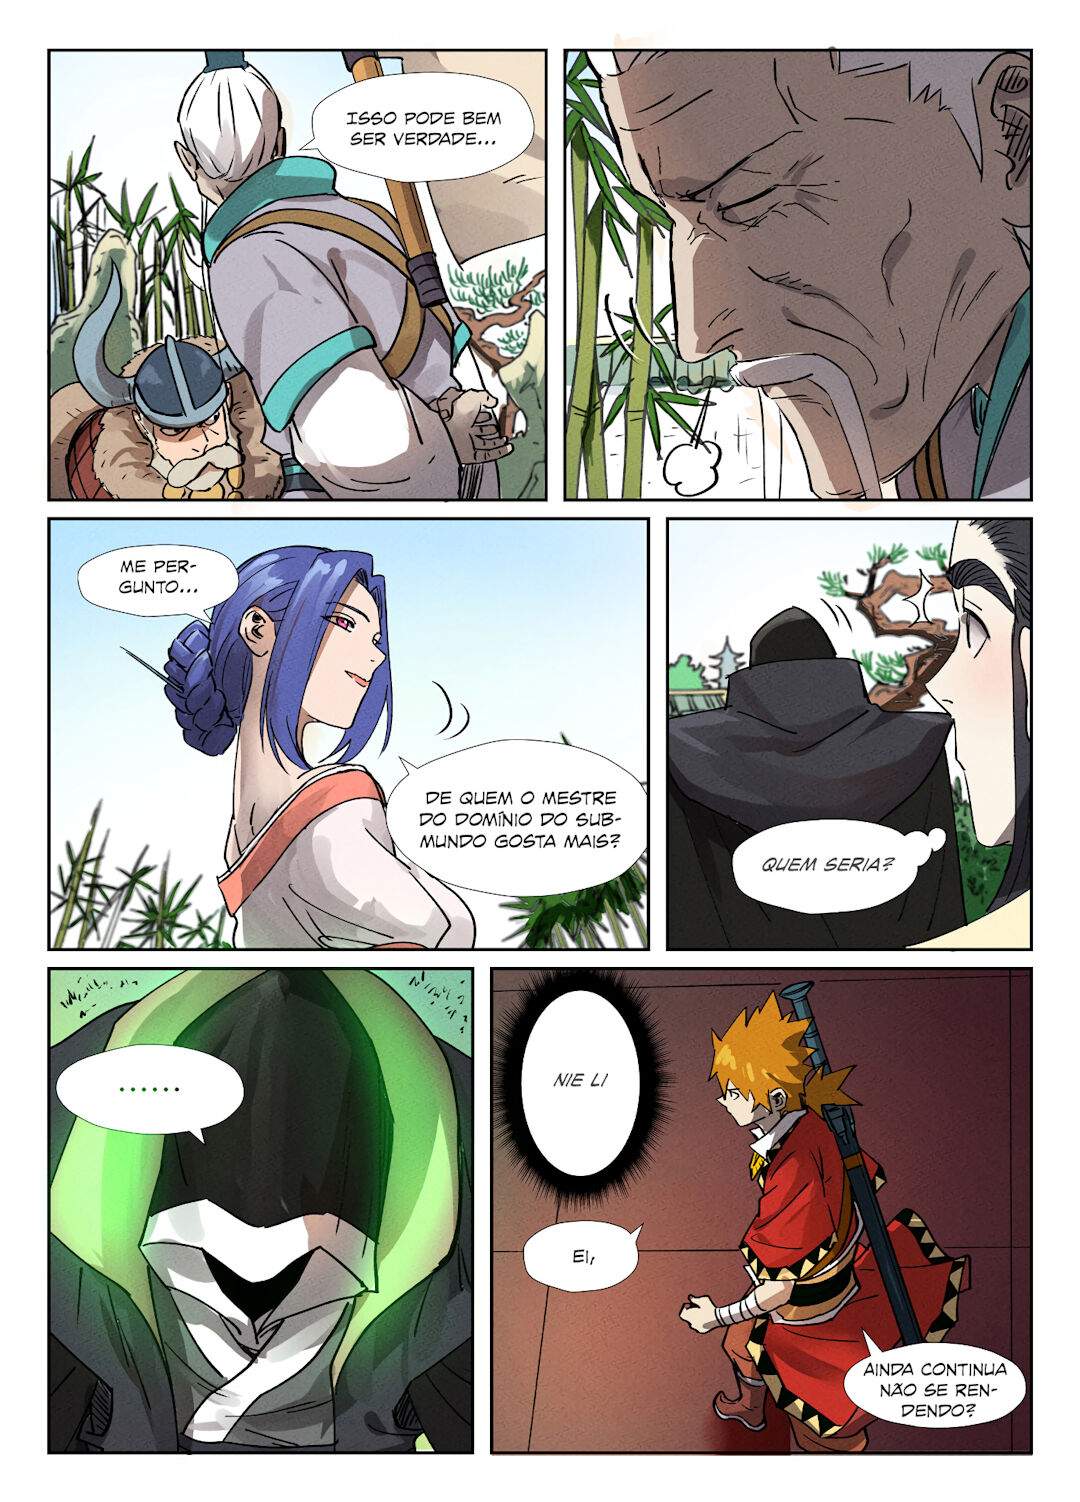 ISSO PODE BEM
SER VERDADE...
ME PER-
GUNTO...
DE QUEM O MESTRE
DO DOMÍNIO DO SUB-
MUNDO GOSTA MAIS?
QUEM SERIA?
......
NIE LI
EI,
AINDA CONTINUA
NÃO SE REN-
DENDO?